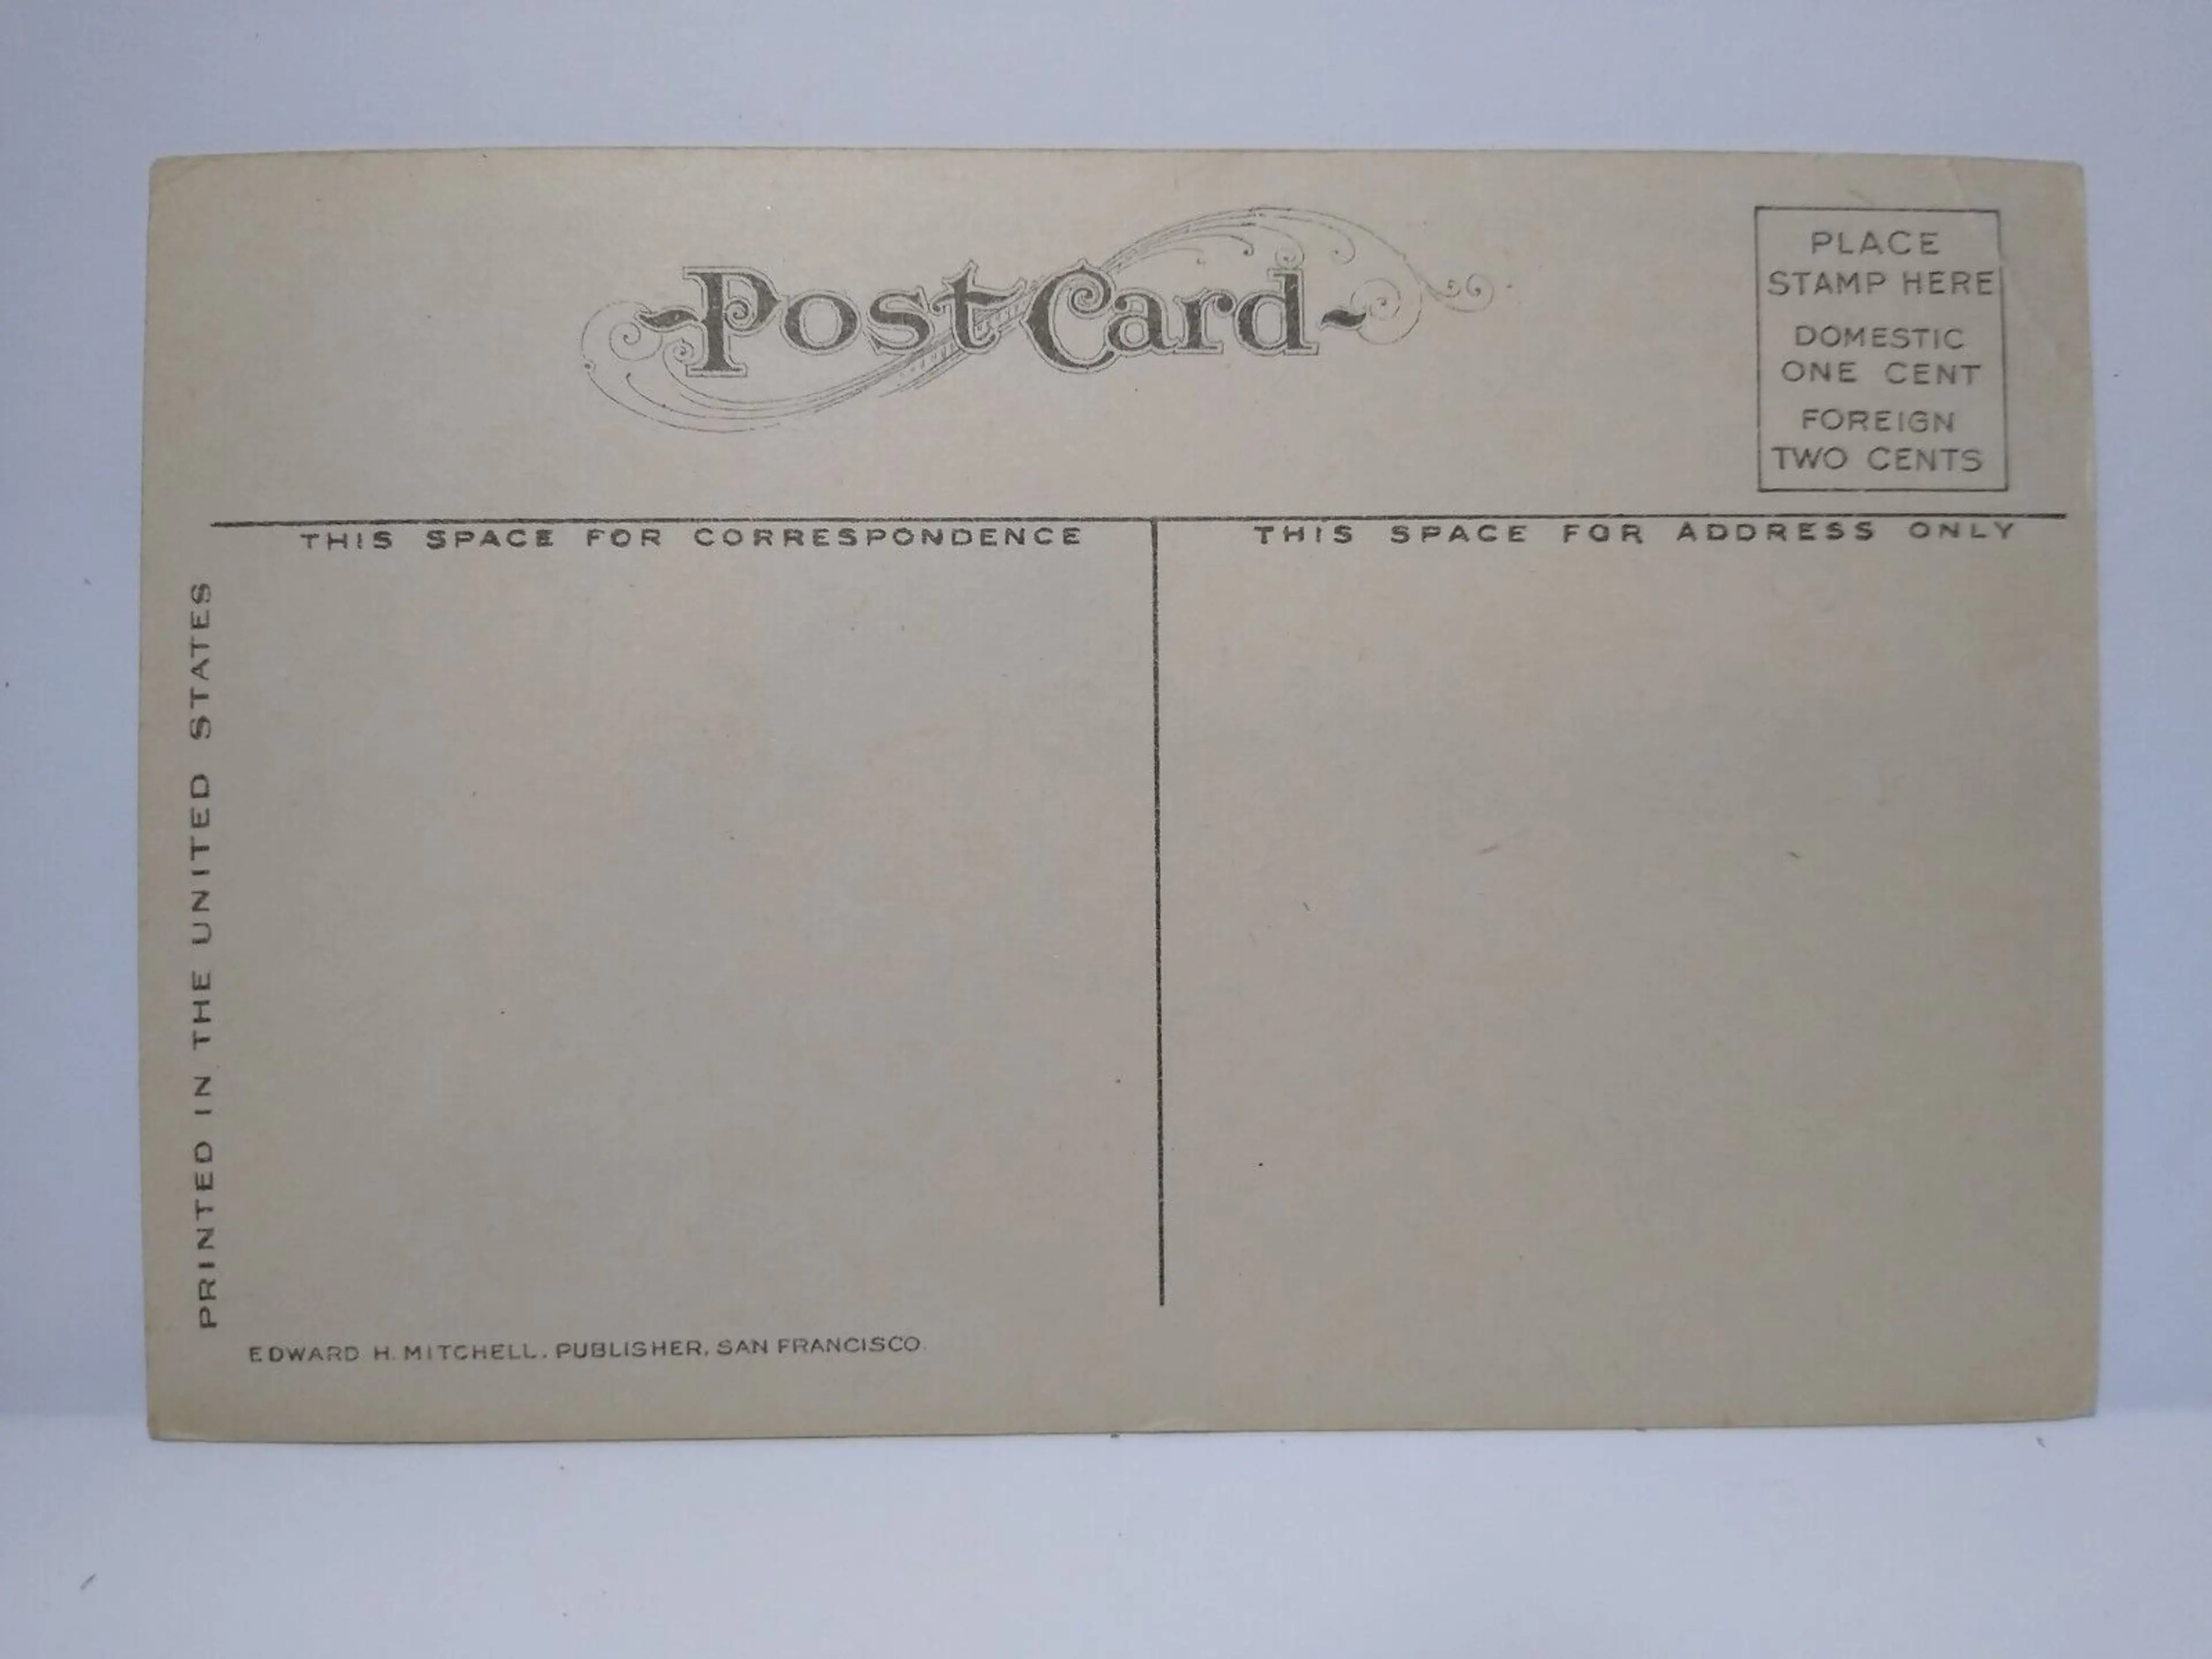 Post Card
PLACE
STAMP HERE
DOMESTIC
ONE CENT
FOREIGN
TWO CENTS
THIS SPACE FOR CORRESPONDENCE
THIS SPACE FOR ADDRESS ONLY
PRINTED IN THE UNITED STATES
EDWARD H. MITCHELL, PUBLISHER, SAN FRANCISCO.